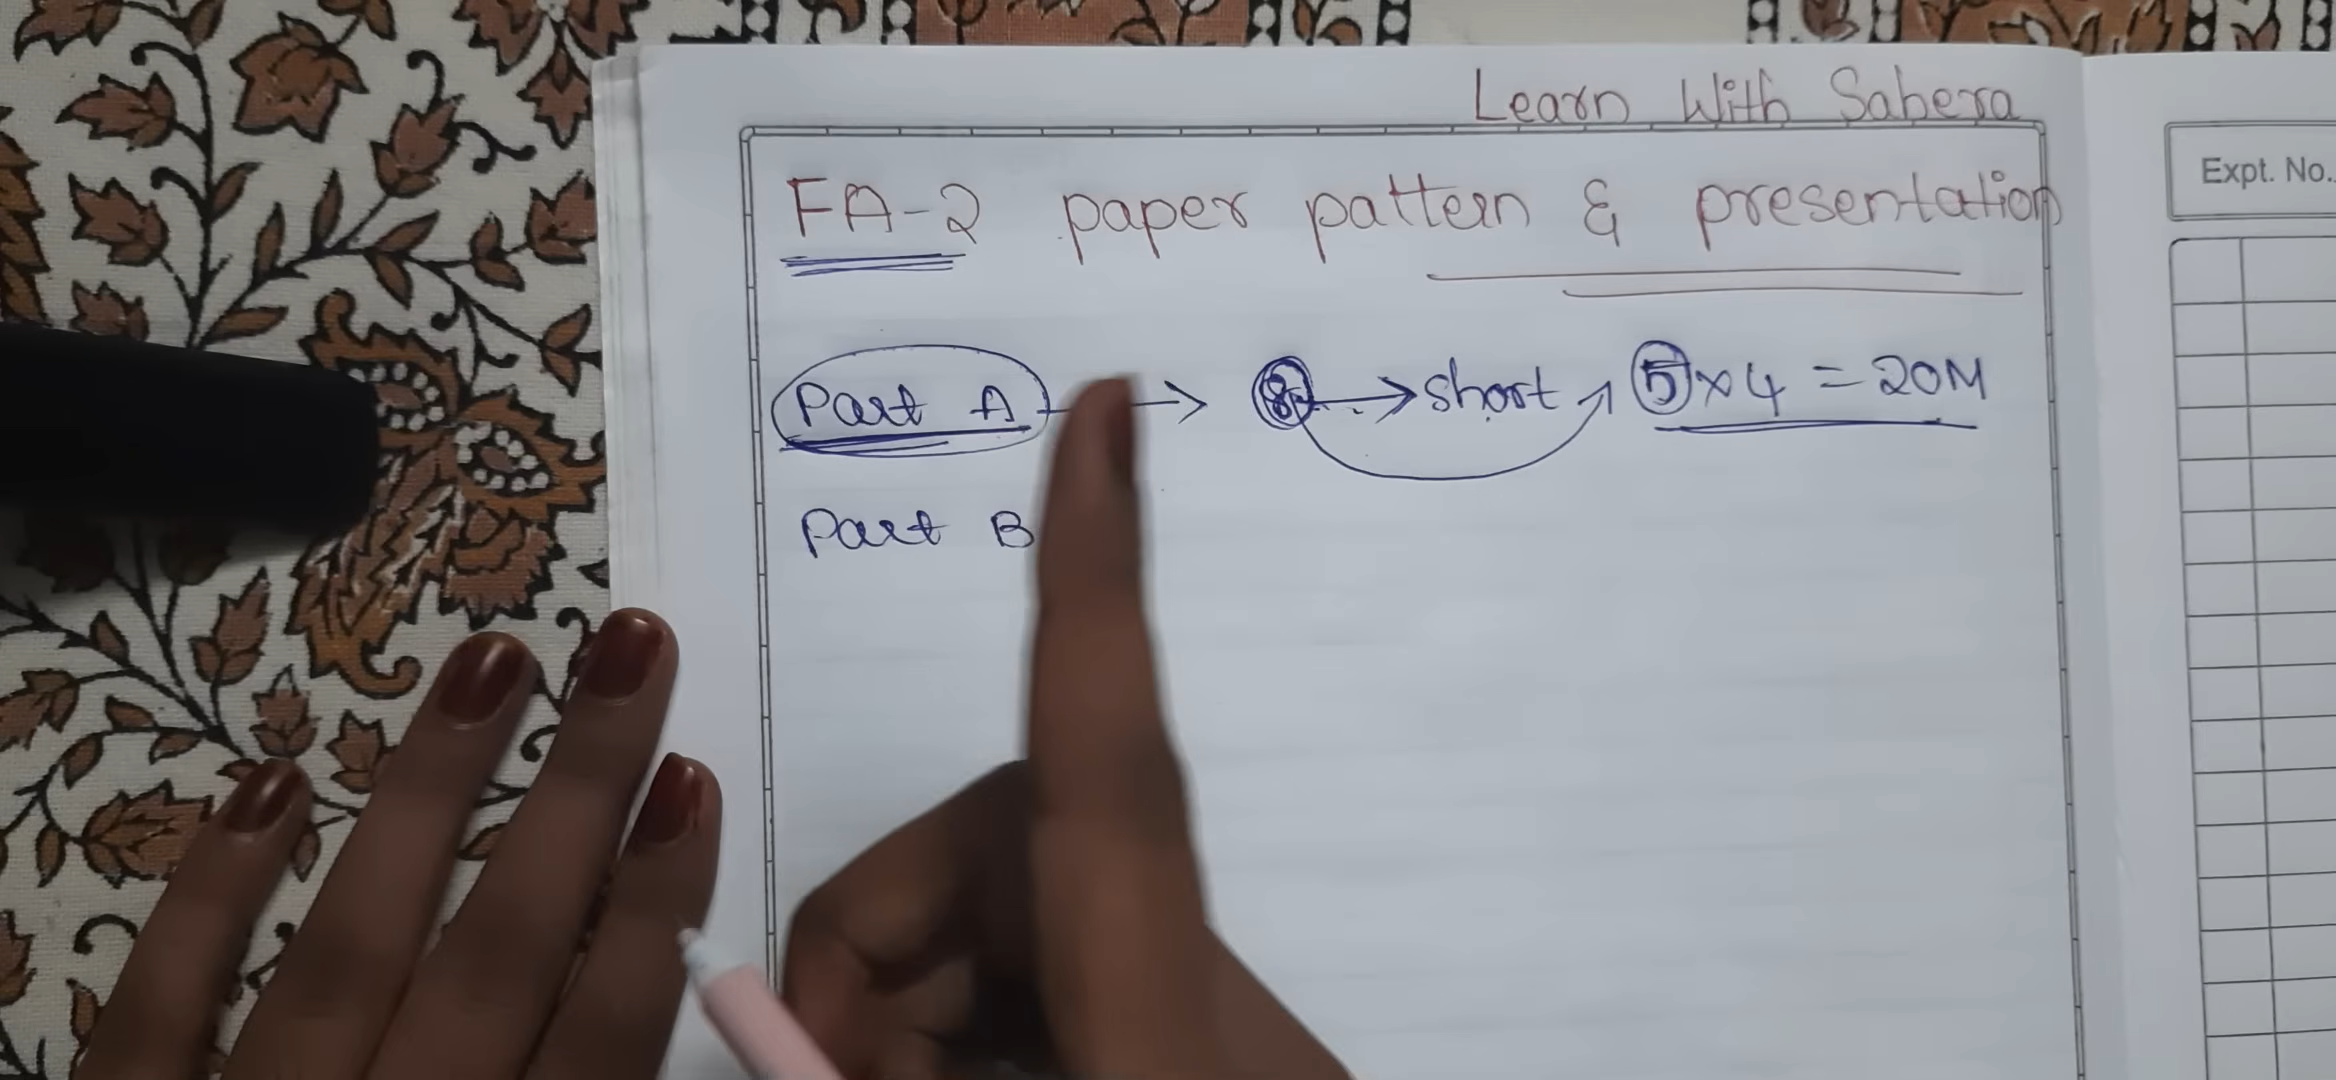 Learn With Sabera
Expt. No.
FA-2 paper pattern & presentation
Part A → 8 → short 5 × 4 = 20M
Part B